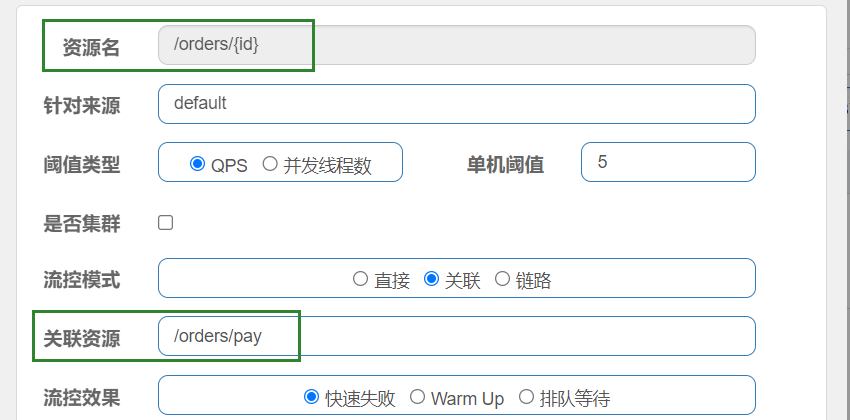 资源名 /orders/{id}
针对来源 default
阈值类型 QPS 并发线程数 单机阈值 5
是否集群
流控模式 直接 关联 链路
关联资源 /orders/pay
流控效果 快速失败 Warm Up 排队等待